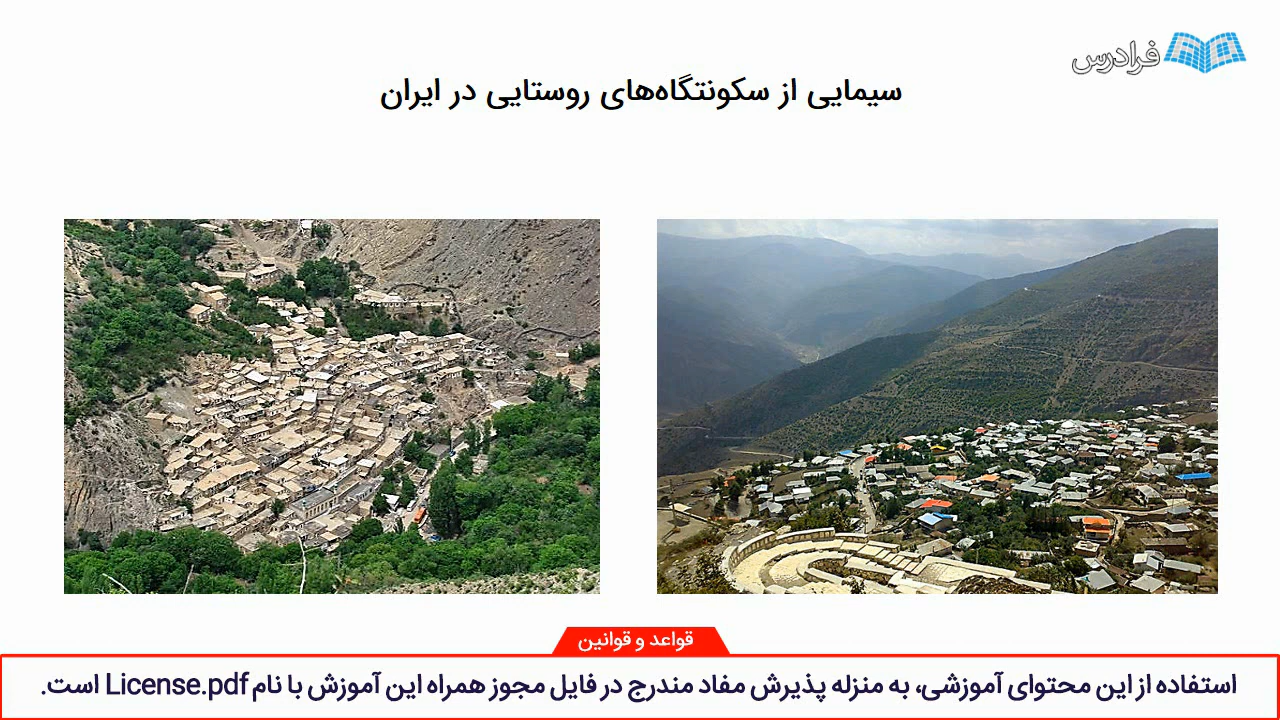 فرادرس
سیمایی از سکونتگاه‌های روستایی در ایران
قواعد و قوانین
استفاده از این محتوای آموزشی، به منزله پذیرش مفاد مندرج در فایل مجوز همراه این آموزش با نام License.pdf است.